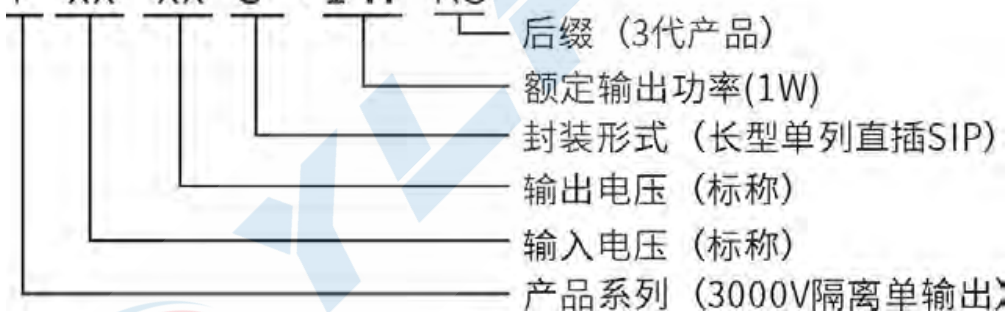 后缀（3代产品）
额定输出功率(1W)
封装形式（长型单列直插SIP）
输出电压（标称）
输入电压（标称）
产品系列（3000V隔离单输出）